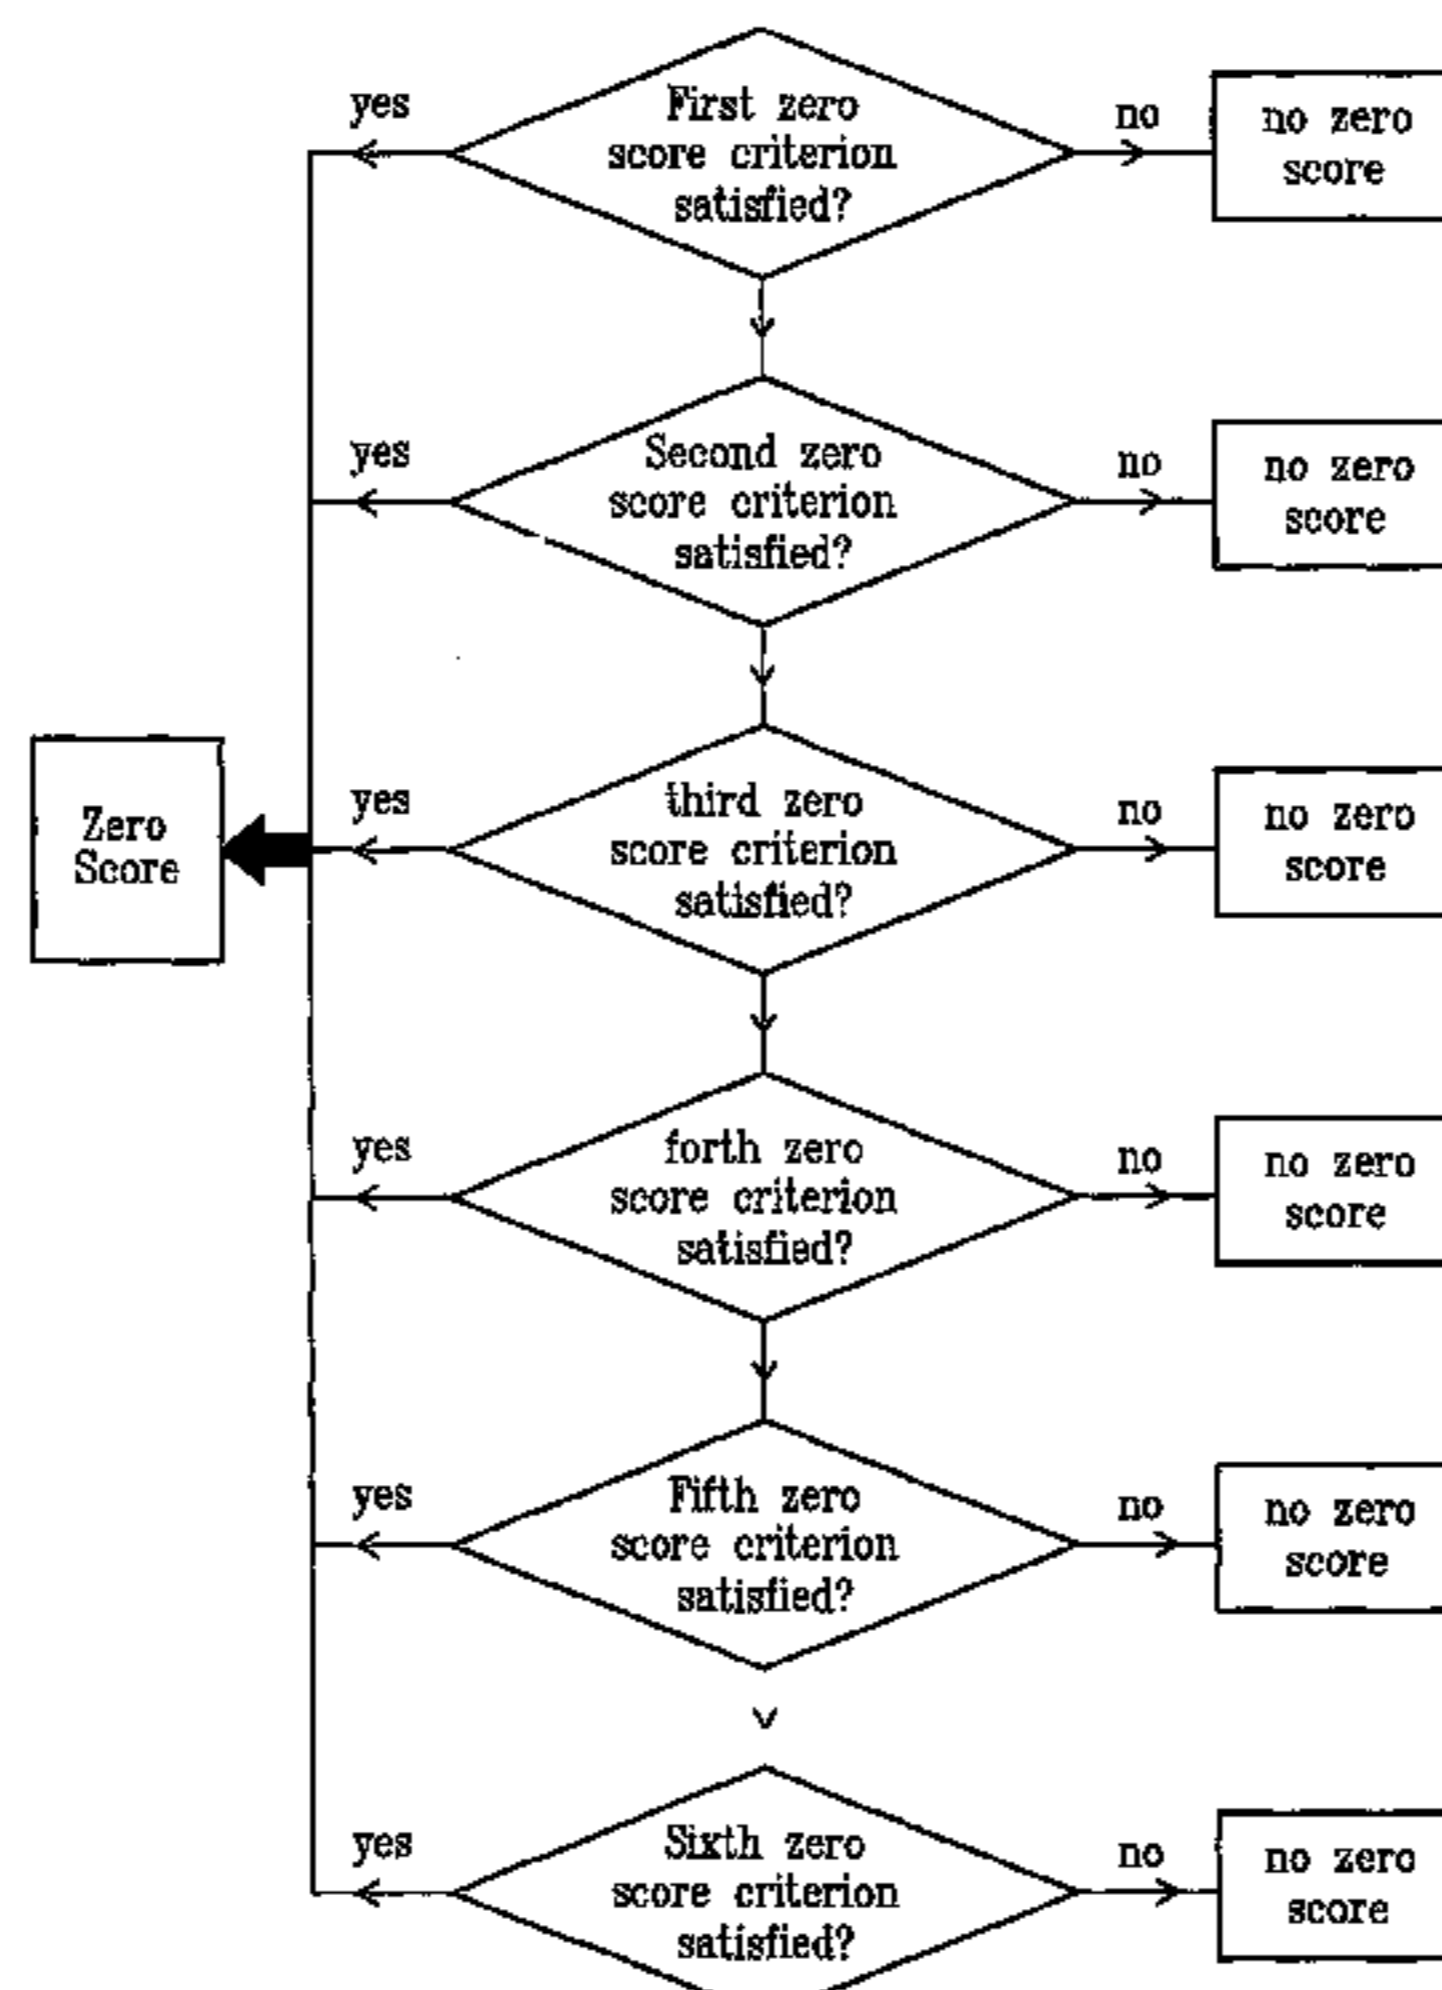 yes
First zero
score criterion
satisfied?
no
no zero
score
yes
Second zero
score criterion
satisfied?
no
no zero
score
Zero
Score
yes
third zero
score criterion
satisfied?
no
no zero
score
yes
forth zero
score criterion
satisfied?
no
no zero
score
yes
Fifth zero
score criterion
satisfied?
no
no zero
score
yes
Sixth zero
score criterion
satisfied?
no
no zero
score